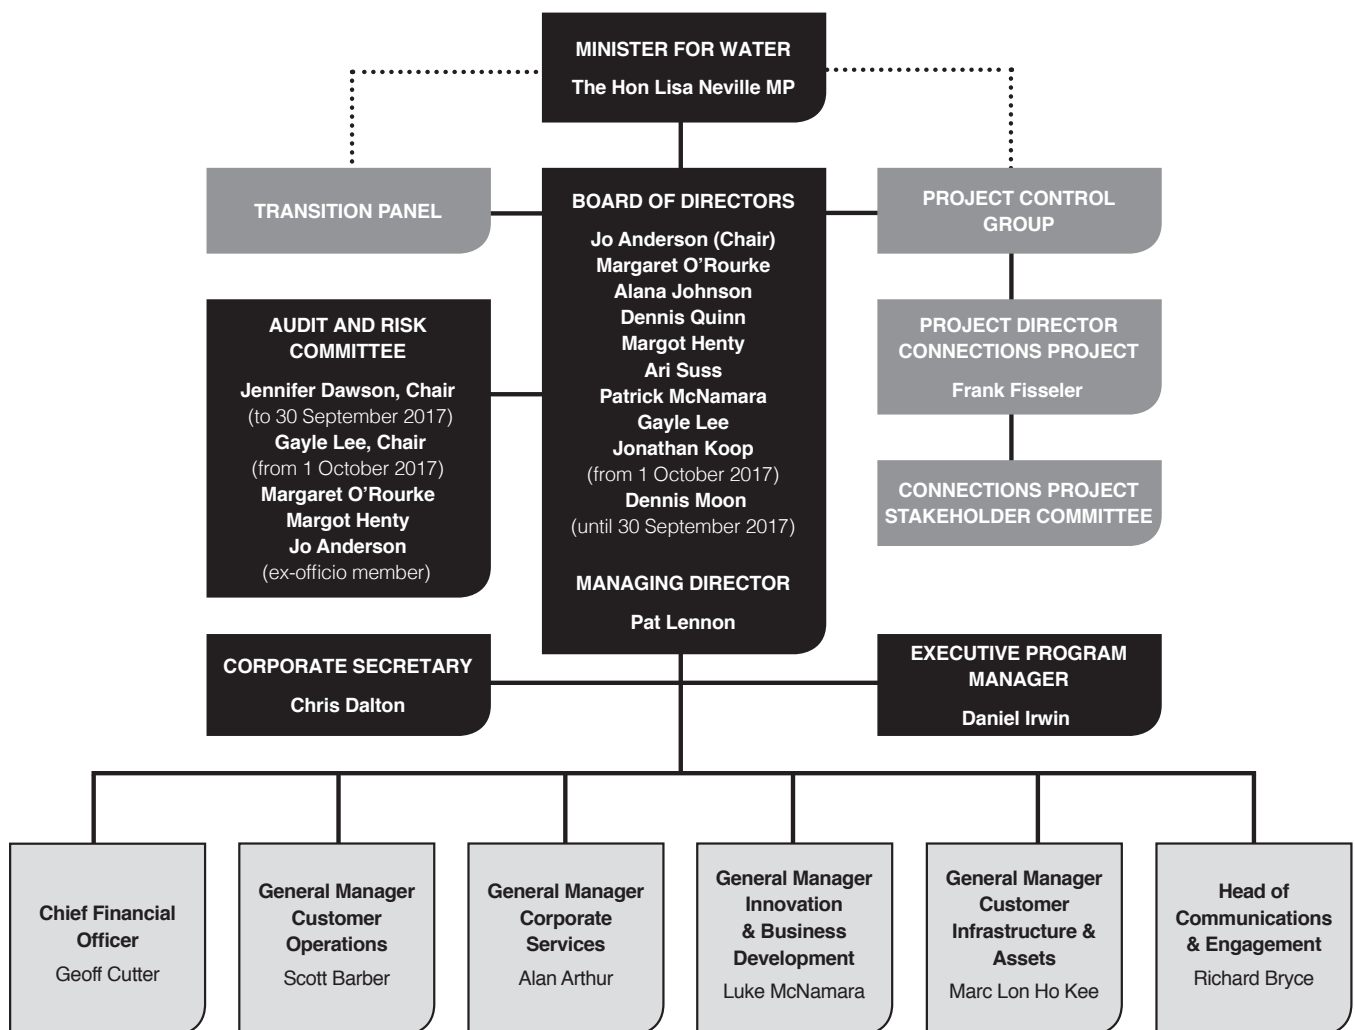 MINISTER FOR WATER
The Hon Lisa Neville MP
TRANSITION PANEL
BOARD OF DIRECTORS
Jo Anderson (Chair)
Margaret O’Rourke
Alana Johnson
Dennis Quinn
Margot Henty
Ari Suss
Patrick McNamara
Gayle Lee
Jonathan Koop
(from 1 October 2017)
Dennis Moon
(until 30 September 2017)
MANAGING DIRECTOR
Pat Lennon
PROJECT CONTROL
GROUP
AUDIT AND RISK
COMMITTEE
Jennifer Dawson, Chair
(to 30 September 2017)
Gayle Lee, Chair
(from 1 October 2017)
Margaret O’Rourke
Margot Henty
Jo Anderson
(ex-officio member)
PROJECT DIRECTOR
CONNECTIONS PROJECT
Frank Fisseler
CONNECTIONS PROJECT
STAKEHOLDER COMMITTEE
CORPORATE SECRETARY
Chris Dalton
EXECUTIVE PROGRAM
MANAGER
Daniel Irwin
Chief Financial
Officer
Geoff Cutter
General Manager
Customer
Operations
Scott Barber
General Manager
Corporate
Services
Alan Arthur
General Manager
Innovation
& Business
Development
Luke McNamara
General Manager
Customer
Infrastructure &
Assets
Marc Lon Ho Kee
Head of
Communications
& Engagement
Richard Bryce